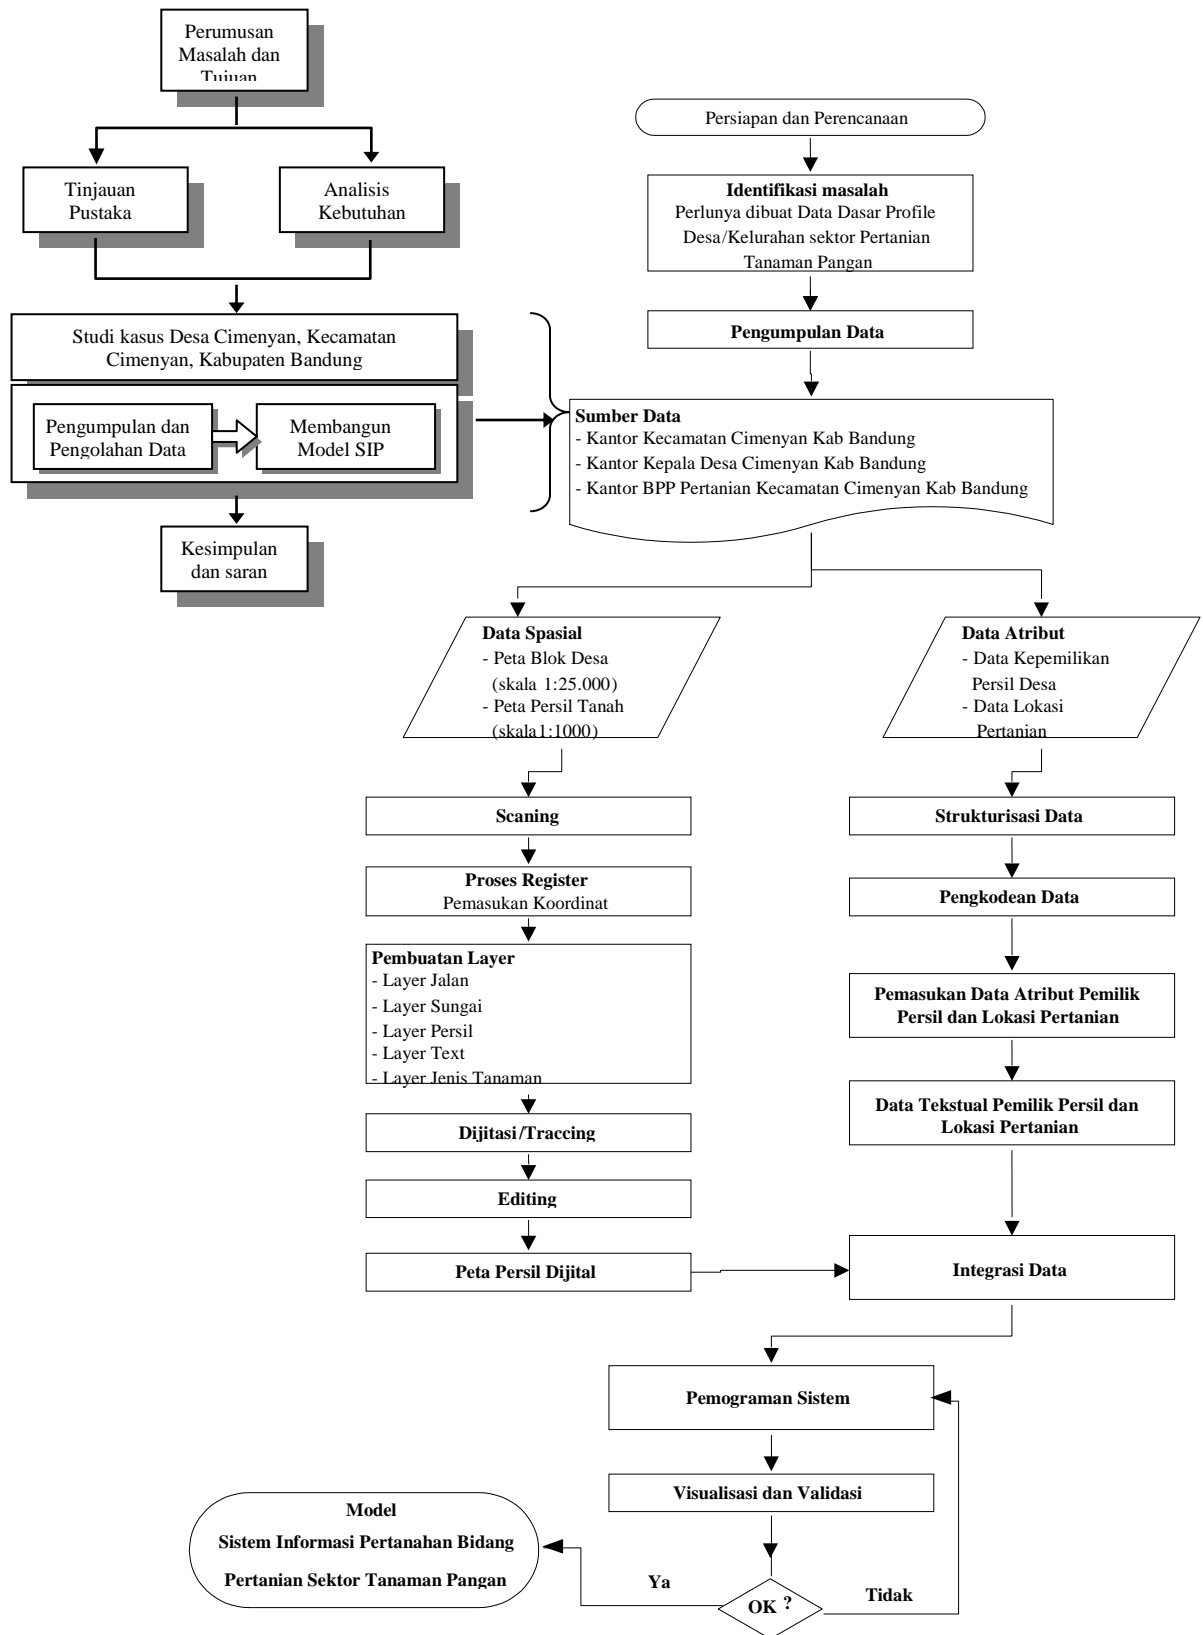 Perumusan
Masalah dan
Tujuan
Tinjauan
Pustaka
Analisis
Kebutuhan
Studi kasus Desa Cimenyan, Kecamatan
Cimenyan, Kabupaten Bandung
Pengumpulan dan
Pengolahan Data
Membangun
Model SIP
Kesimpulan
dan saran
Persiapan dan Perencanaan
Identifikasi masalah
Perlunya dibuat Data Dasar Profile
Desa/Kelurahan sektor Pertanian
Tanaman Pangan
Pengumpulan Data
Sumber Data
- Kantor Kecamatan Cimenyan Kab Bandung
- Kantor Kepala Desa Cimenyan Kab Bandung
- Kantor BPP Pertanian Kecamatan Cimenyan Kab Bandung
Data Spasial
- Peta Blok Desa
(skala 1:25.000)
- Peta Persil Tanah
(skala1:1000)
Data Atribut
- Data Kepemilikan
Persil Desa
- Data Lokasi
Pertanian
Scaning
Proses Register
Pemasukan Koordinat
Pembuatan Layer
- Layer Jalan
- Layer Sungai
- Layer Persil
- Layer Text
- Layer Jenis Tanaman
Dijitasi/Traccing
Editing
Peta Persil Dijital
Strukturisasi Data
Pengkodean Data
Pemasukan Data Atribut Pemilik
Persil dan Lokasi Pertanian
Data Tekstual Pemilik Persil dan
Lokasi Pertanian
Integrasi Data
Pemograman Sistem
Visualisasi dan Validasi
OK ?
Ya
Tidak
Model
Sistem Informasi Pertanahan Bidang
Pertanian Sektor Tanaman Pangan